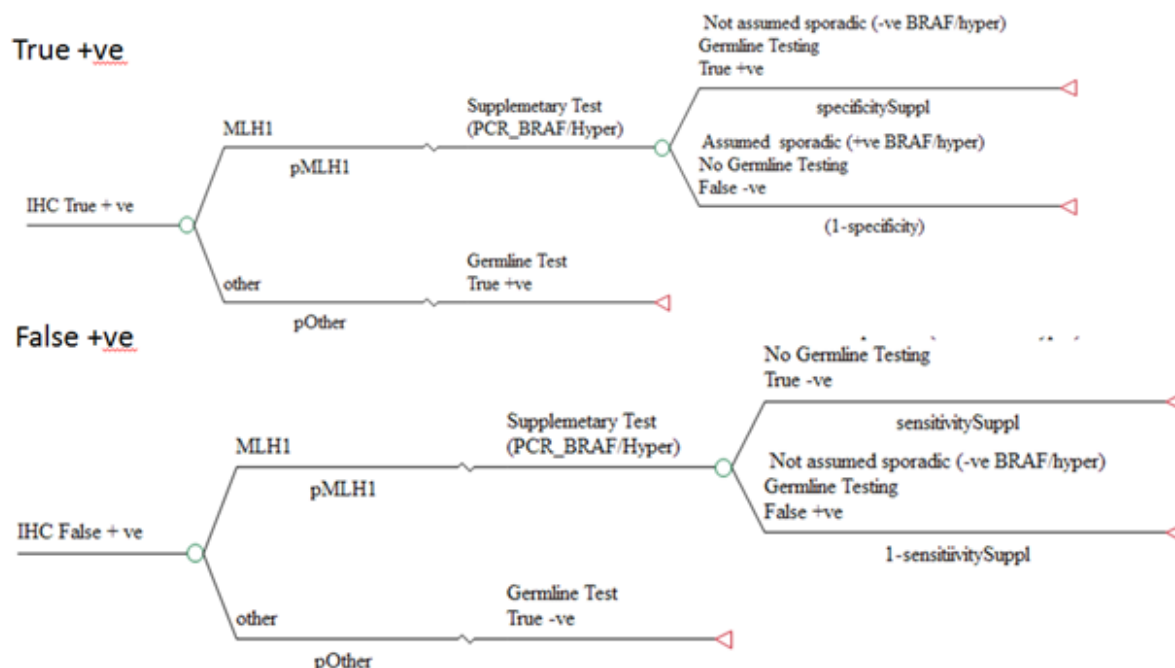 True +ve
Not assumed sporadic (-ve BRAF/hyper)
Germline Testing
True +ve
specificitySuppl
Supplemetary Test
(PCR_BRAF/Hyper)
MLH1
pMLH1
Assumed sporadic (+ve BRAF/hyper)
No Germline Testing
False -ve
(1-specificity)
IHC True + ve
other
pOther
Germline Test
True +ve
False +ve
No Germline Testing
True -ve
sensitivitySuppl
Supplemetary Test
(PCR_BRAF/Hyper)
MLH1
pMLH1
Not assumed sporadic (-ve BRAF/hyper)
Germline Testing
False +ve
1-sensitiivitySuppl
IHC False + ve
other
pOther
Germline Test
True -ve